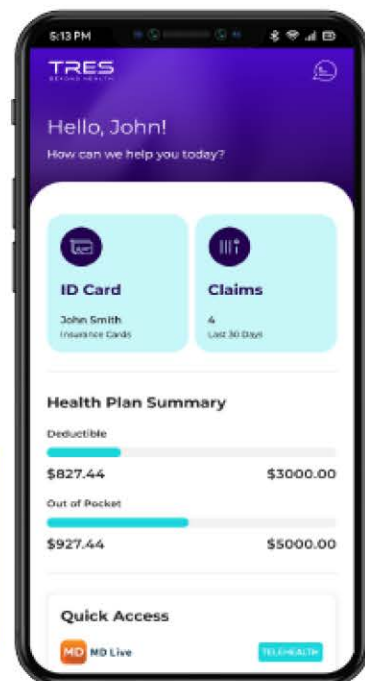 5:13 PM
TRES
BEYOND HEALTH
Hello, John!
How can we help you today?
ID Card
John Smith
Insurance Cards
Claims
4
Last 30 Days
Health Plan Summary
Deductible
$827.44 $3000.00
Out of Pocket
$927.44 $5000.00
Quick Access
MD MD Live TELEHEALTH